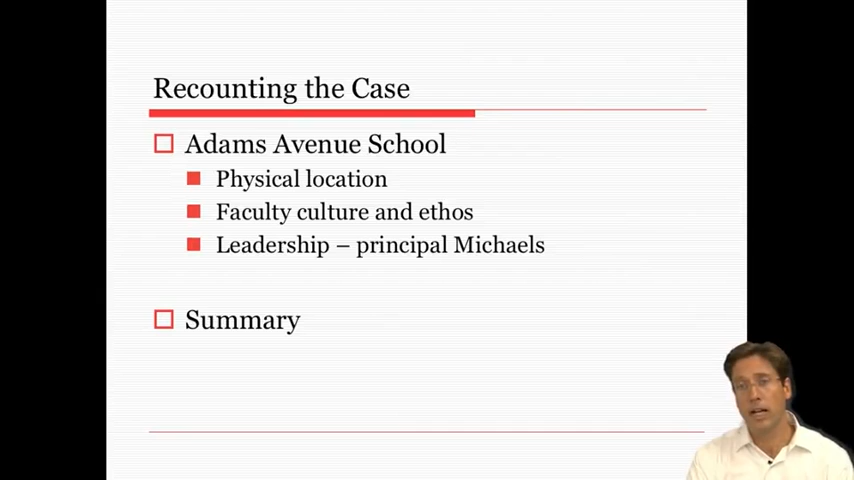 Recounting the Case
Adams Avenue School
Physical location
Faculty culture and ethos
Leadership – principal Michaels
Summary